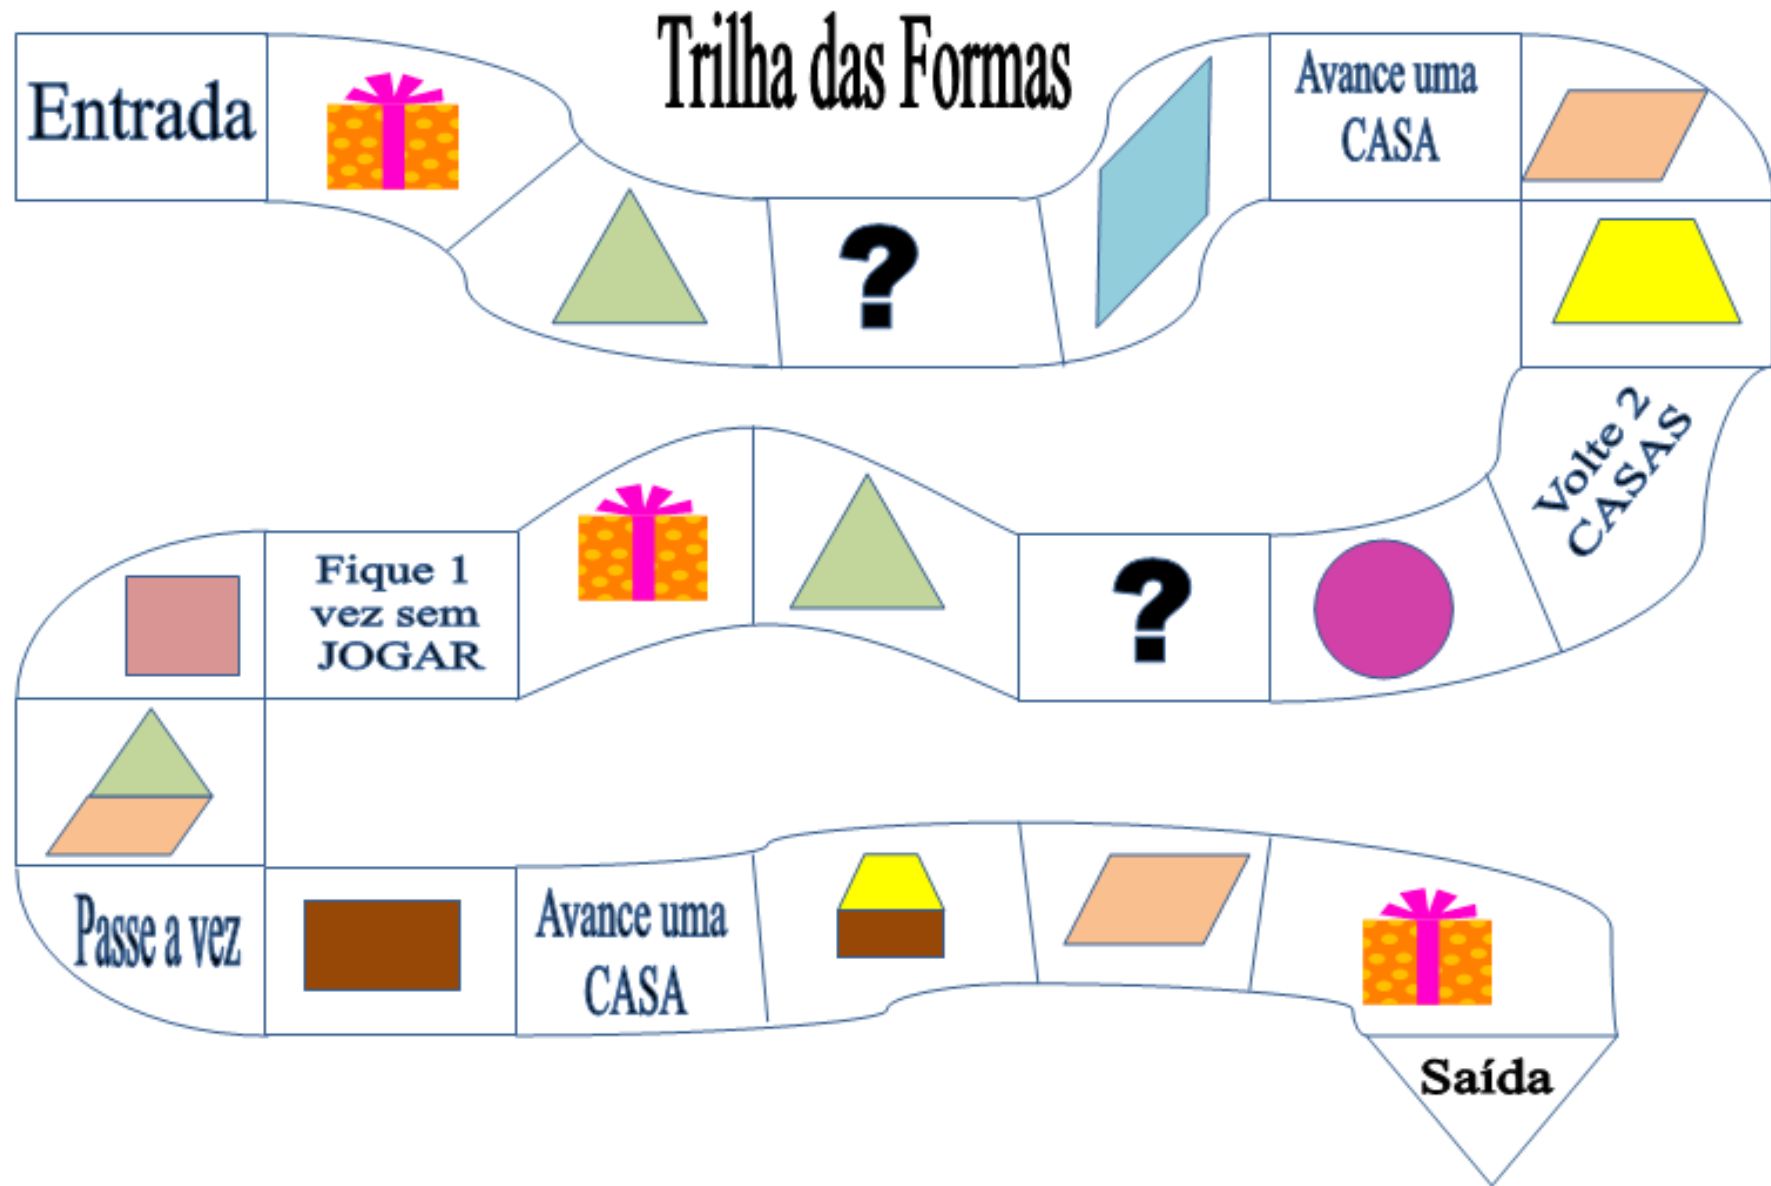 Trilha das Formas
Entrada
?
Avance uma
CASA
Volte 2
CASAS
?
Fique 1
vez sem
JOGAR
Passe a vez
Avance uma
CASA
Saída